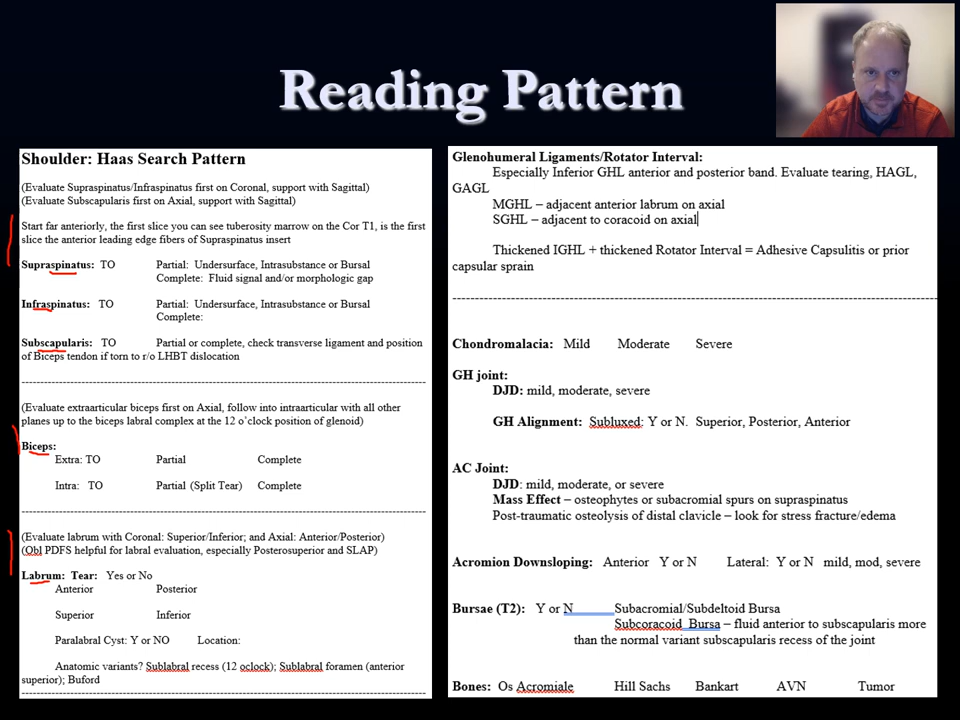 Reading Pattern
Shoulder: Haas Search Pattern
(Evaluate Supraspinatus/Infraspinatus first on Coronal, support with Sagittal)
(Evaluate Subscapularis first on Axial, support with Sagittal)
Start far anteriorly, the first slice you can see tuberosity marrow on the Cor T1, is the first
slice the anterior leading edge fibers of Supraspinatus insert
Supraspinatus: TO Partial: Undersurface, Intrasubstance or Bursal
Complete: Fluid signal and/or morphologic gap
Infraspinatus: TO Partial: Undersurface, Intrasubstance or Bursal
Complete:
Subscapularis: TO Partial or complete, check transverse ligament and position
of Biceps tendon if torn to r/o LHBT dislocation
--------------------------------------------------------------------------------
(Evaluate extraarticular biceps first on Axial, follow into intraarticular with all other
planes up to the biceps labral complex at the 12 o'clock position of glenoid)
Biceps:
Extra: TO Partial Complete
Intra: TO Partial (Split Tear) Complete
--------------------------------------------------------------------------------
(Evaluate labrum with Coronal: Superior/Inferior; and Axial: Anterior/Posterior)
(Obl PDFS helpful for labral evaluation, especially Posterosuperior and SLAP)
Labrum: Tear: Yes or No
Anterior Posterior
Superior Inferior
Paralabral Cyst: Y or NO Location:
Anatomic variants? Sublabral recess (12 oclock); Sublabral foramen (anterior
superior); Buford
--------------------------------------------------------------------------------
Glenohumeral Ligaments/Rotator Interval:
Especially Inferior GHL anterior and posterior band. Evaluate tearing, HAGL,
GAGL
MGHL – adjacent anterior labrum on axial
SGHL – adjacent to coracoid on axial
Thickened IGHL + thickened Rotator Interval = Adhesive Capsulitis or prior
capsular sprain
--------------------------------------------------------------------------------
Chondromalacia: Mild Moderate Severe
GH joint:
DJD: mild, moderate, severe
GH Alignment: Subluxed: Y or N. Superior, Posterior, Anterior
AC Joint:
DJD: mild, moderate, or severe
Mass Effect – osteophytes or subacromial spurs on supraspinatus
Post-traumatic osteolysis of distal clavicle – look for stress fracture/edema
Acromion Downsloping: Anterior Y or N Lateral: Y or N mild, mod, severe
Bursae (T2): Y or N Subacromial/Subdeltoid Bursa
Subcoracoid Bursa – fluid anterior to subscapularis more
than the normal variant subscapularis recess of the joint
Bones: Os Acromiale Hill Sachs Bankart AVN Tumor